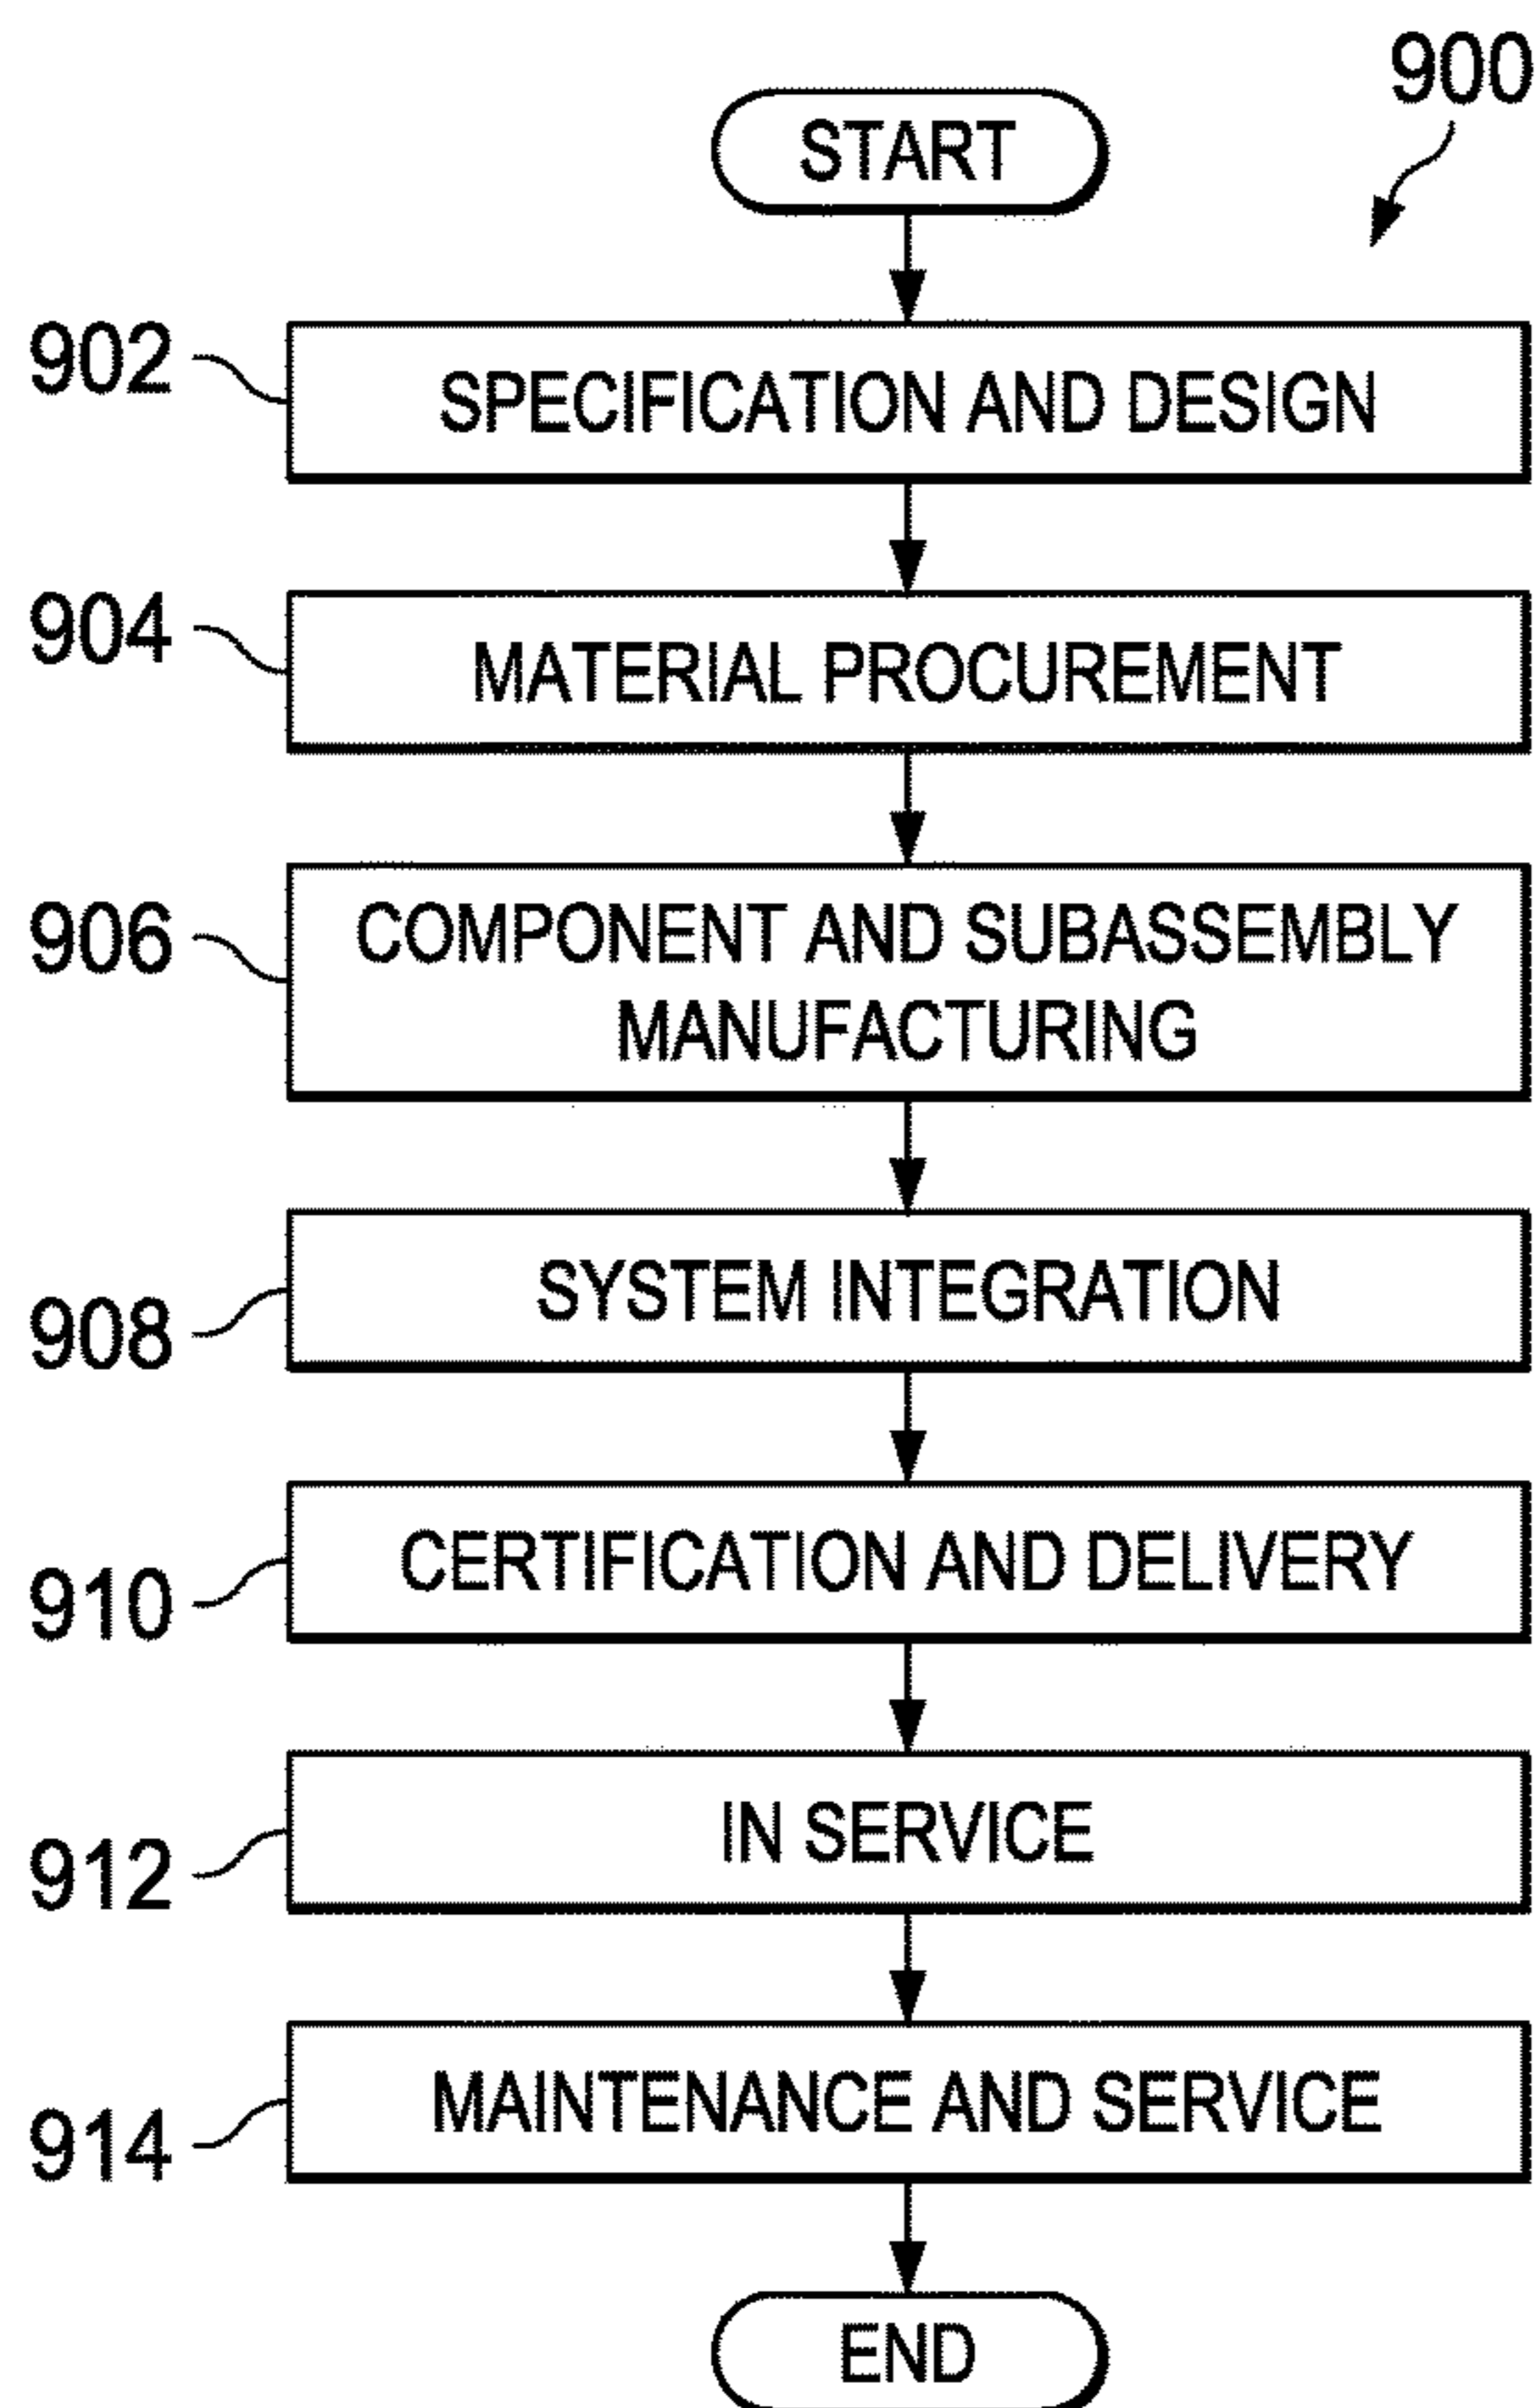 900
START
902
SPECIFICATION AND DESIGN
904
MATERIAL PROCUREMENT
906
COMPONENT AND SUBASSEMBLY
MANUFACTURING
908
SYSTEM INTEGRATION
910
CERTIFICATION AND DELIVERY
912
IN SERVICE
914
MAINTENANCE AND SERVICE
END